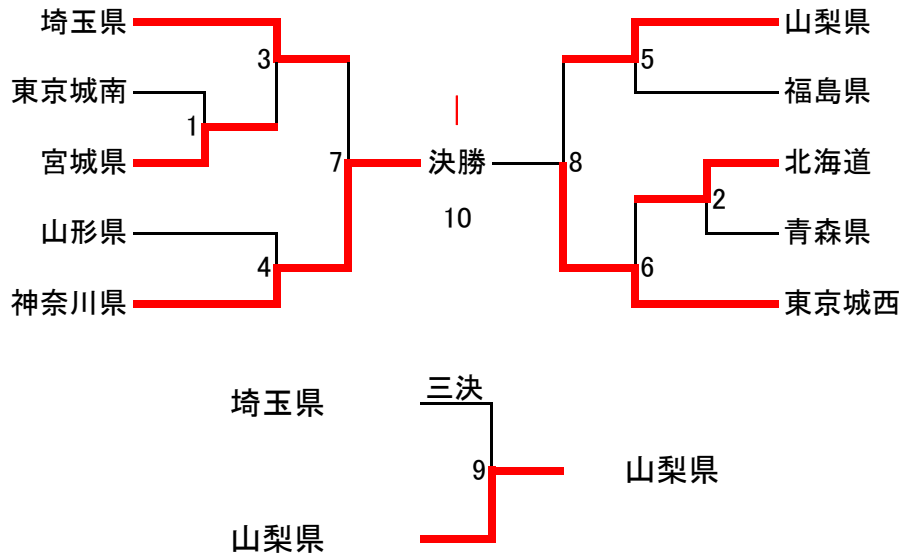 埼玉県
山梨県
3
5
東京城南
福島県
1
宮城県
7
決勝
8
北海道
2
10
山形県
青森県
4
6
神奈川県
東京城西
三決
埼玉県
9
山梨県
山梨県